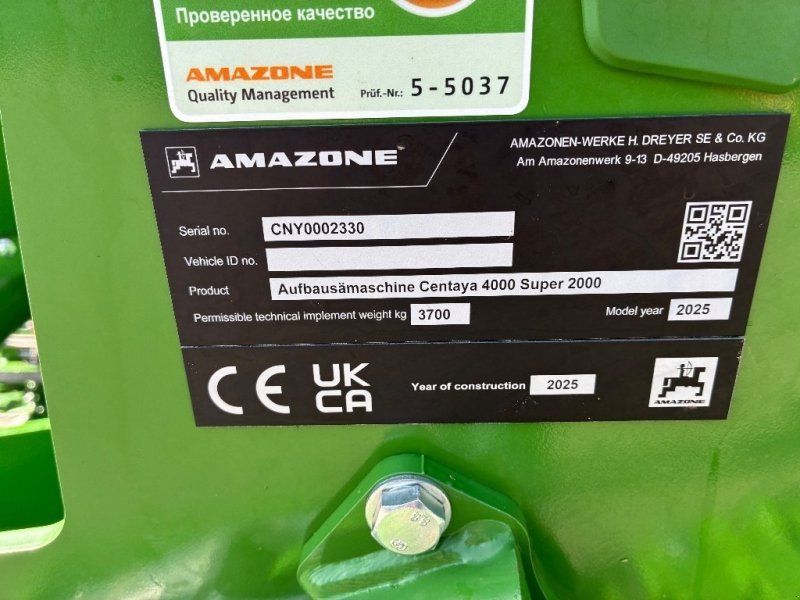 Проверенное качество
AMAZONE
Quality Management Prüf.-Nr.: 5-5037
AMAZONE
AMAZONEN-WERKE H. DREYER SE & Co. KG
Am Amazonenwerk 9-13 D-49205 Hasbergen
Serial no. CNY0002330
Vehicle ID no.
Product Aufbausämaschine Centaya 4000 Super 2000
Permissible technical implement weight kg 3700 Model year 2025
CE UK CA Year of construction 2025
AMAZONE
8.8